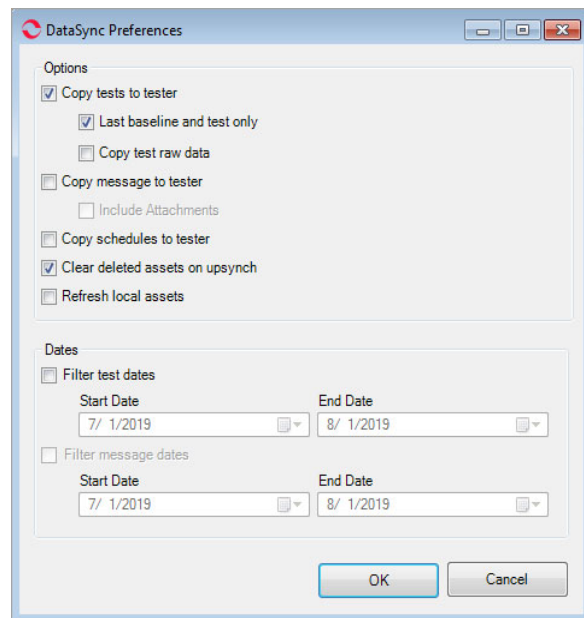 DataSync Preferences
Options
Copy tests to tester
Last baseline and test only
Copy test raw data
Copy message to tester
Include Attachments
Copy schedules to tester
Clear deleted assets on upsynch
Refresh local assets
Dates
Filter test dates
Start Date End Date
7/ 1/2019 8/ 1/2019
Filter message dates
Start Date End Date
7/ 1/2019 8/ 1/2019
OK Cancel